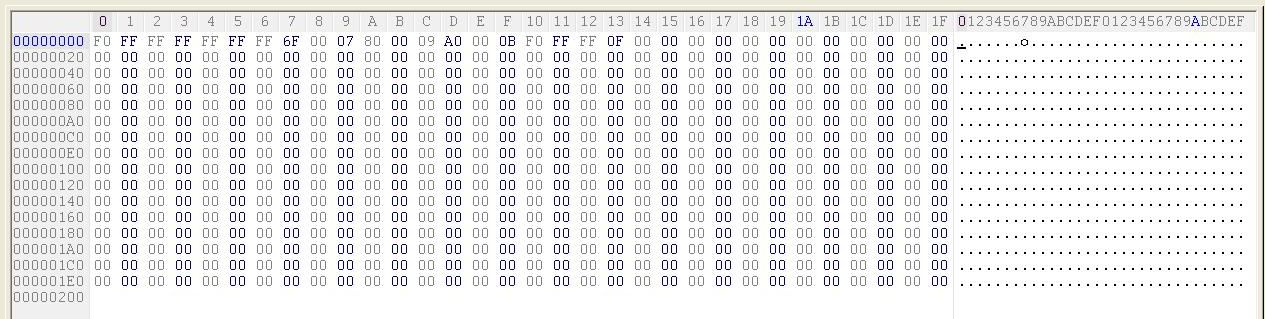 0 1 2 3 4 5 6 7 8 9 A B C D E F 10 11 12 13 14 15 16 17 18 19 1A 1B 1C 1D 1E 1F 0123456789ABCDEF0123456789ABCDEF
00000000 F0 FF FF FF FF FF FF 6F 00 07 80 00 09 A0 00 0B F0 FF FF 0F 00 00 00 00 00 00 00 00 00 00 00 00 .......o........................
00000020 00 00 00 00 00 00 00 00 00 00 00 00 00 00 00 00 00 00 00 00 00 00 00 00 00 00 00 00 00 00 00 00 ................................
00000040 00 00 00 00 00 00 00 00 00 00 00 00 00 00 00 00 00 00 00 00 00 00 00 00 00 00 00 00 00 00 00 00 ................................
00000060 00 00 00 00 00 00 00 00 00 00 00 00 00 00 00 00 00 00 00 00 00 00 00 00 00 00 00 00 00 00 00 00 ................................
00000080 00 00 00 00 00 00 00 00 00 00 00 00 00 00 00 00 00 00 00 00 00 00 00 00 00 00 00 00 00 00 00 00 ................................
000000A0 00 00 00 00 00 00 00 00 00 00 00 00 00 00 00 00 00 00 00 00 00 00 00 00 00 00 00 00 00 00 00 00 ................................
000000C0 00 00 00 00 00 00 00 00 00 00 00 00 00 00 00 00 00 00 00 00 00 00 00 00 00 00 00 00 00 00 00 00 ................................
000000E0 00 00 00 00 00 00 00 00 00 00 00 00 00 00 00 00 00 00 00 00 00 00 00 00 00 00 00 00 00 00 00 00 ................................
00000100 00 00 00 00 00 00 00 00 00 00 00 00 00 00 00 00 00 00 00 00 00 00 00 00 00 00 00 00 00 00 00 00 ................................
00000120 00 00 00 00 00 00 00 00 00 00 00 00 00 00 00 00 00 00 00 00 00 00 00 00 00 00 00 00 00 00 00 00 ................................
00000140 00 00 00 00 00 00 00 00 00 00 00 00 00 00 00 00 00 00 00 00 00 00 00 00 00 00 00 00 00 00 00 00 ................................
00000160 00 00 00 00 00 00 00 00 00 00 00 00 00 00 00 00 00 00 00 00 00 00 00 00 00 00 00 00 00 00 00 00 ................................
00000180 00 00 00 00 00 00 00 00 00 00 00 00 00 00 00 00 00 00 00 00 00 00 00 00 00 00 00 00 00 00 00 00 ................................
000001A0 00 00 00 00 00 00 00 00 00 00 00 00 00 00 00 00 00 00 00 00 00 00 00 00 00 00 00 00 00 00 00 00 ................................
000001C0 00 00 00 00 00 00 00 00 00 00 00 00 00 00 00 00 00 00 00 00 00 00 00 00 00 00 00 00 00 00 00 00 ................................
000001E0 00 00 00 00 00 00 00 00 00 00 00 00 00 00 00 00 00 00 00 00 00 00 00 00 00 00 00 00 00 00 00 00 ................................
00000200